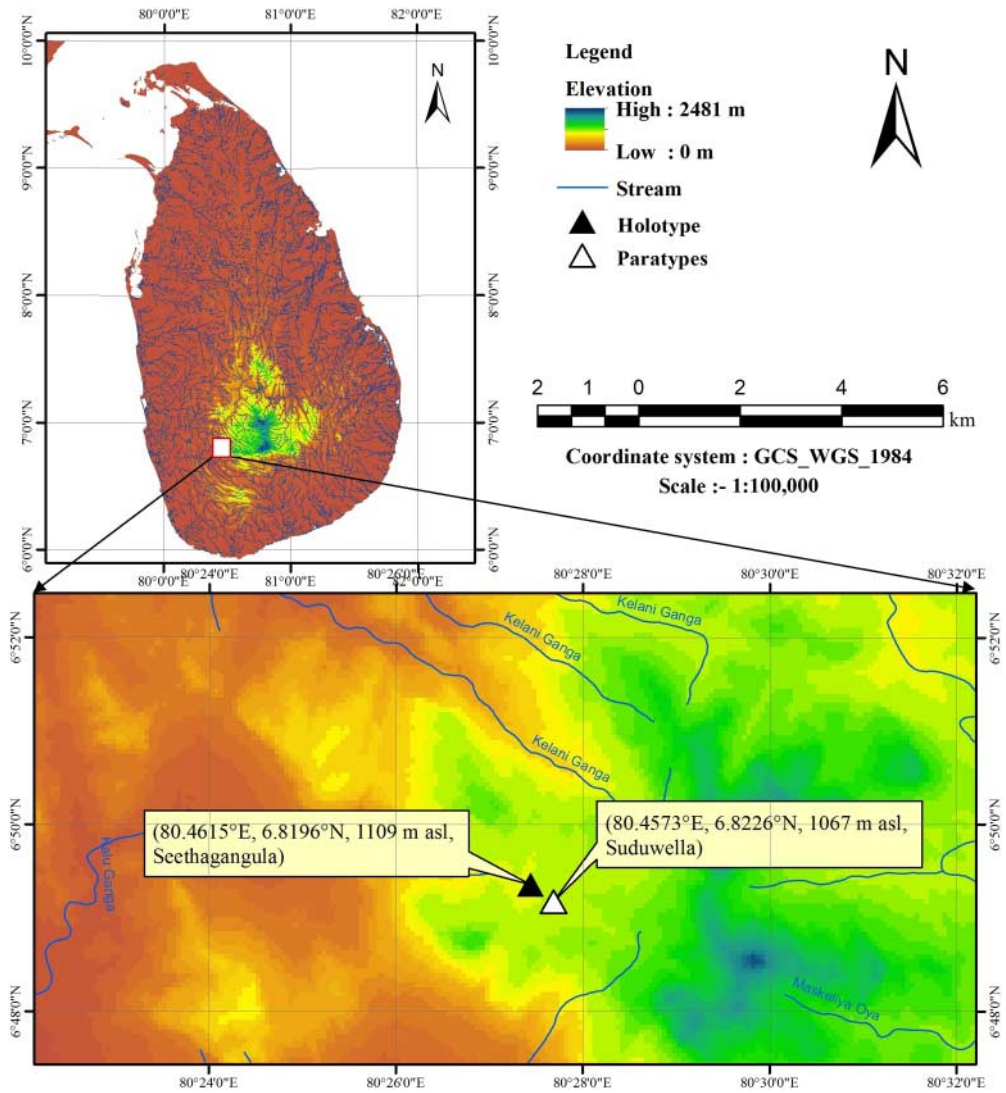 80°0'0"E 81°0'0"E 82°0'0"E
10°0'0"N
9°0'0"N
8°0'0"N
7°0'0"N
6°0'0"N
10°0'0"N
9°0'0"N
8°0'0"N
7°0'0"N
6°0'0"N
N
80°0'0"E 81°0'0"E 82°0'0"E
Legend
Elevation
High : 2481 m
Low : 0 m
Stream
Holotype
Paratypes
N
2 1 0 2 4 6
km
Coordinate system : GCS_WGS_1984
Scale :- 1:100,000
80°24'0"E 80°26'0"E 80°28'0"E 80°30'0"E 80°32'0"E
6°52'0"N
6°50'0"N
6°48'0"N
6°52'0"N
6°50'0"N
6°48'0"N
Kelani Ganga
Kelani Ganga
Kelani Ganga
Kalu Ganga
Maskeliya Oya
(80.4615°E, 6.8196°N, 1109 m asl,
Seethagangula)
(80.4573°E, 6.8226°N, 1067 m asl,
Suduwella)
80°24'0"E 80°26'0"E 80°28'0"E 80°30'0"E 80°32'0"E